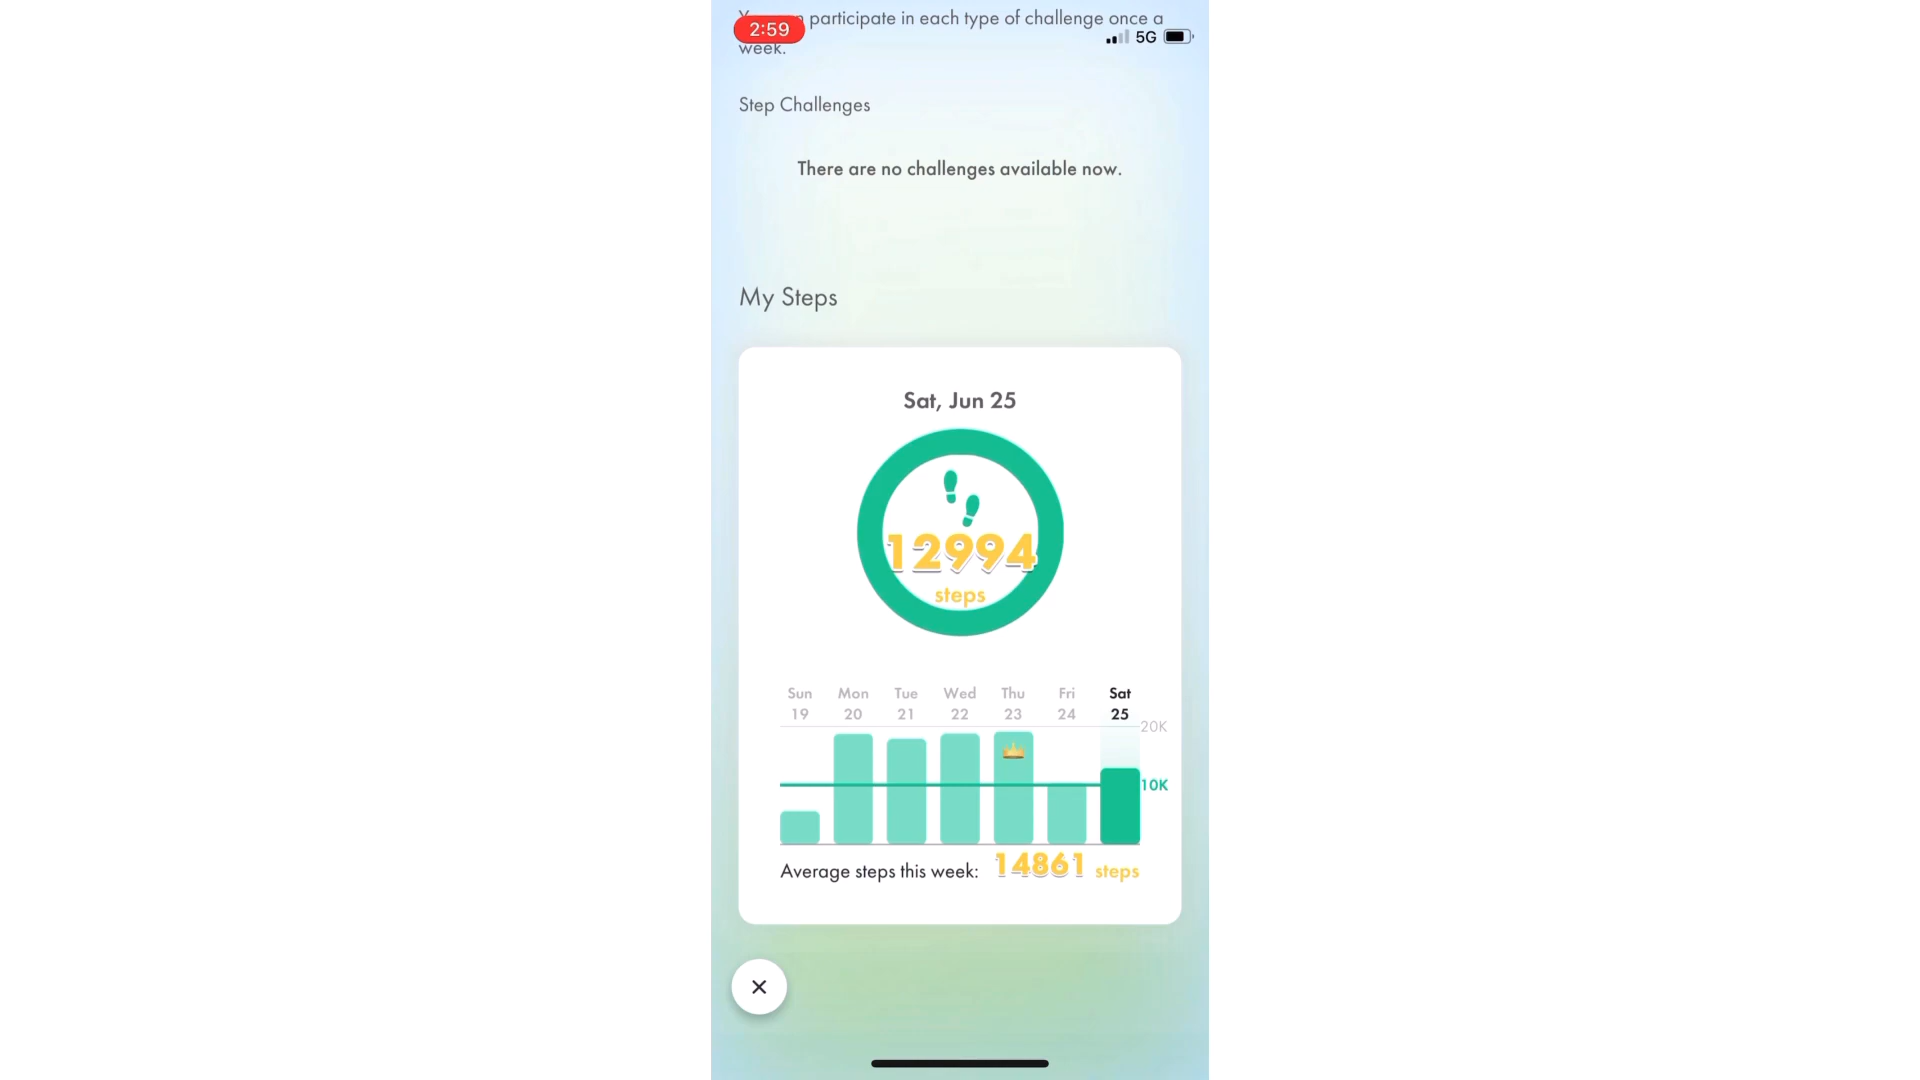 participate in each type of challenge once a
2:59
5G
week.
Step Challenges
There are no challenges available now.
My Steps
Sat, Jun 25
12994
steps
Sun Mon Tue Wed Thu Fri Sat
19 20 21 22 23 24 25
20K
10K
Average steps this week: 14861 steps